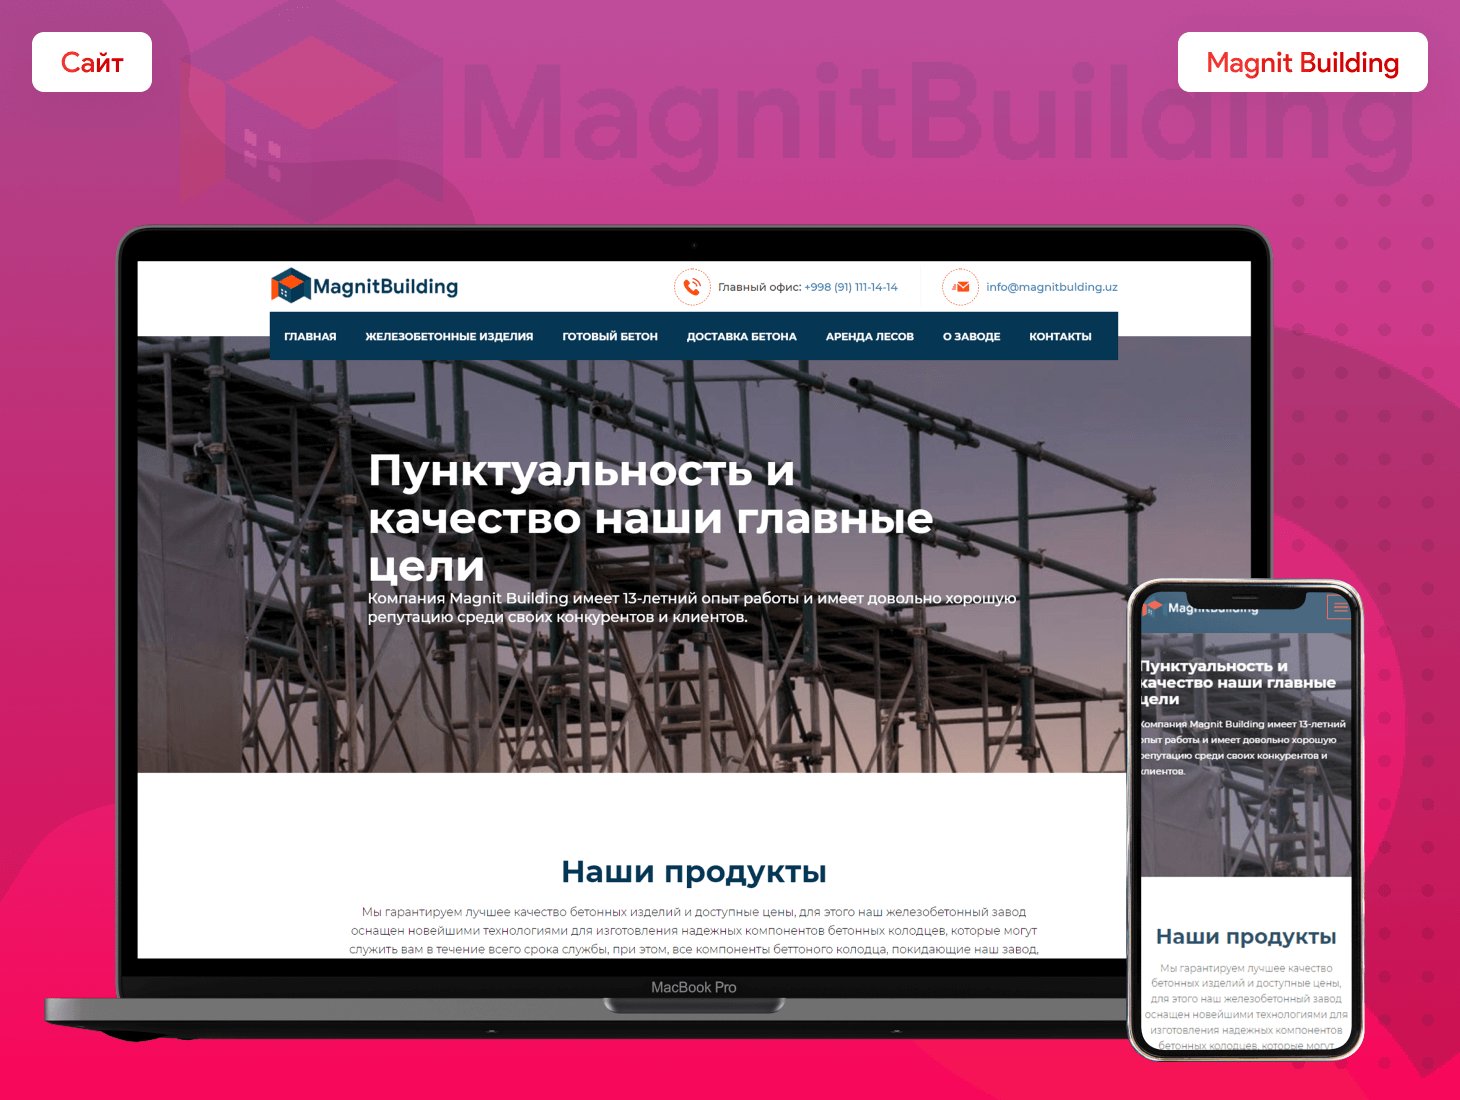 Сайт
Magnit Building
MagnitBuilding
MagnitBuilding
Главный офис: +998 (91) 111-14-14
info@magnitbulding.uz
ГЛАВНАЯ ЖЕЛЕЗОБЕТОННЫЕ ИЗДЕЛИЯ ГОТОВЫЙ БЕТОН ДОСТАВКА БЕТОНА АРЕНДА ЛЕСОВ О ЗАВОДЕ КОНТАКТЫ
Пунктуальность и
качество наши главные
цели
Компания Magnit Building имеет 13-летний опыт работы и имеет довольно хорошую
репутацию среди своих конкурентов и клиентов.
Наши продукты
Мы гарантируем лучшее качество бетонных изделий и доступные цены, для этого наш железобетонный завод
оснащен новейшими технологиями для изготовления надежных компонентов бетонных колодцев, которые могут
служить вам в течение всего срока службы, при этом, все компоненты беттоного колодца, покидающие наш завод,
MacBook Pro
MagnitBuilding
Пунктуальность и
качество наши главные
цели
Компания Magnit Building имеет 13-летний
опыт работы и имеет довольно хорошую
репутацию среди своих конкурентов и
клиентов.
Наши продукты
Мы гарантируем лучшее качество
бетонных изделий и доступные цены,
для этого наш железобетонный завод
оснащен новейшими технологиями для
изготовления надежных компонентов
бетонных колодцев, которые могут